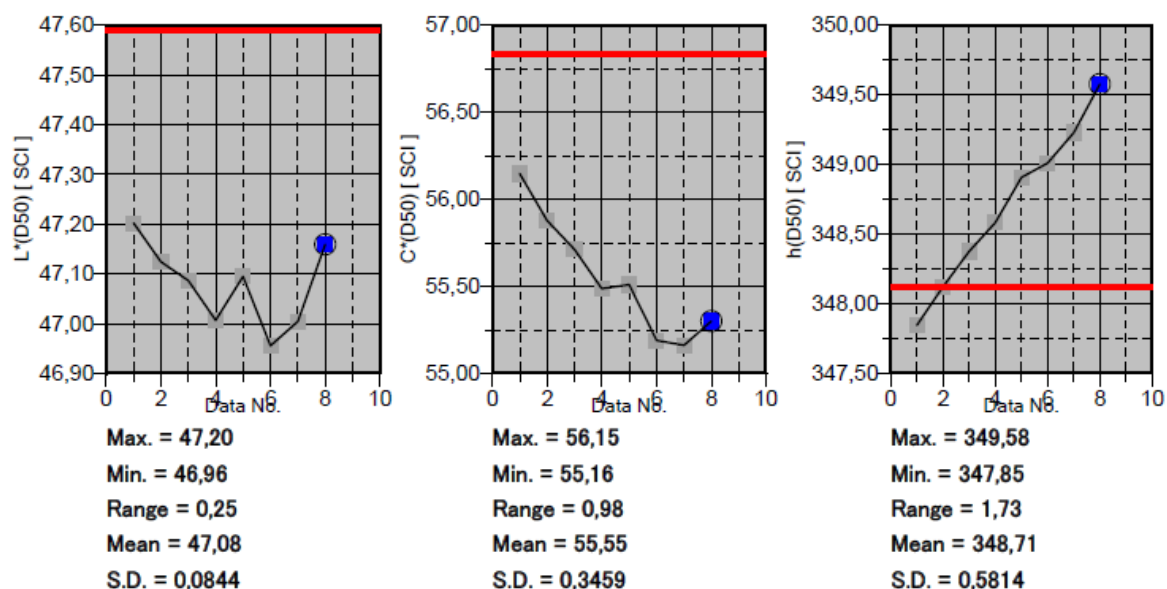 L*(D50) [ SCI ]
47,60
47,50
47,40
47,30
47,20
47,10
47,00
46,90
0 2 4 6 8 10
Data No.
Max. = 47,20
Min. = 46,96
Range = 0,25
Mean = 47,08
S.D. = 0,0844
C*(D50) [ SCI ]
57,00
56,50
56,00
55,50
55,00
0 2 4 6 8 10
Data No.
Max. = 56,15
Min. = 55,16
Range = 0,98
Mean = 55,55
S.D. = 0,3459
h(D50) [ SCI ]
350,00
349,50
349,00
348,50
348,00
347,50
0 2 4 6 8 10
Data No.
Max. = 349,58
Min. = 347,85
Range = 1,73
Mean = 348,71
S.D. = 0,5814